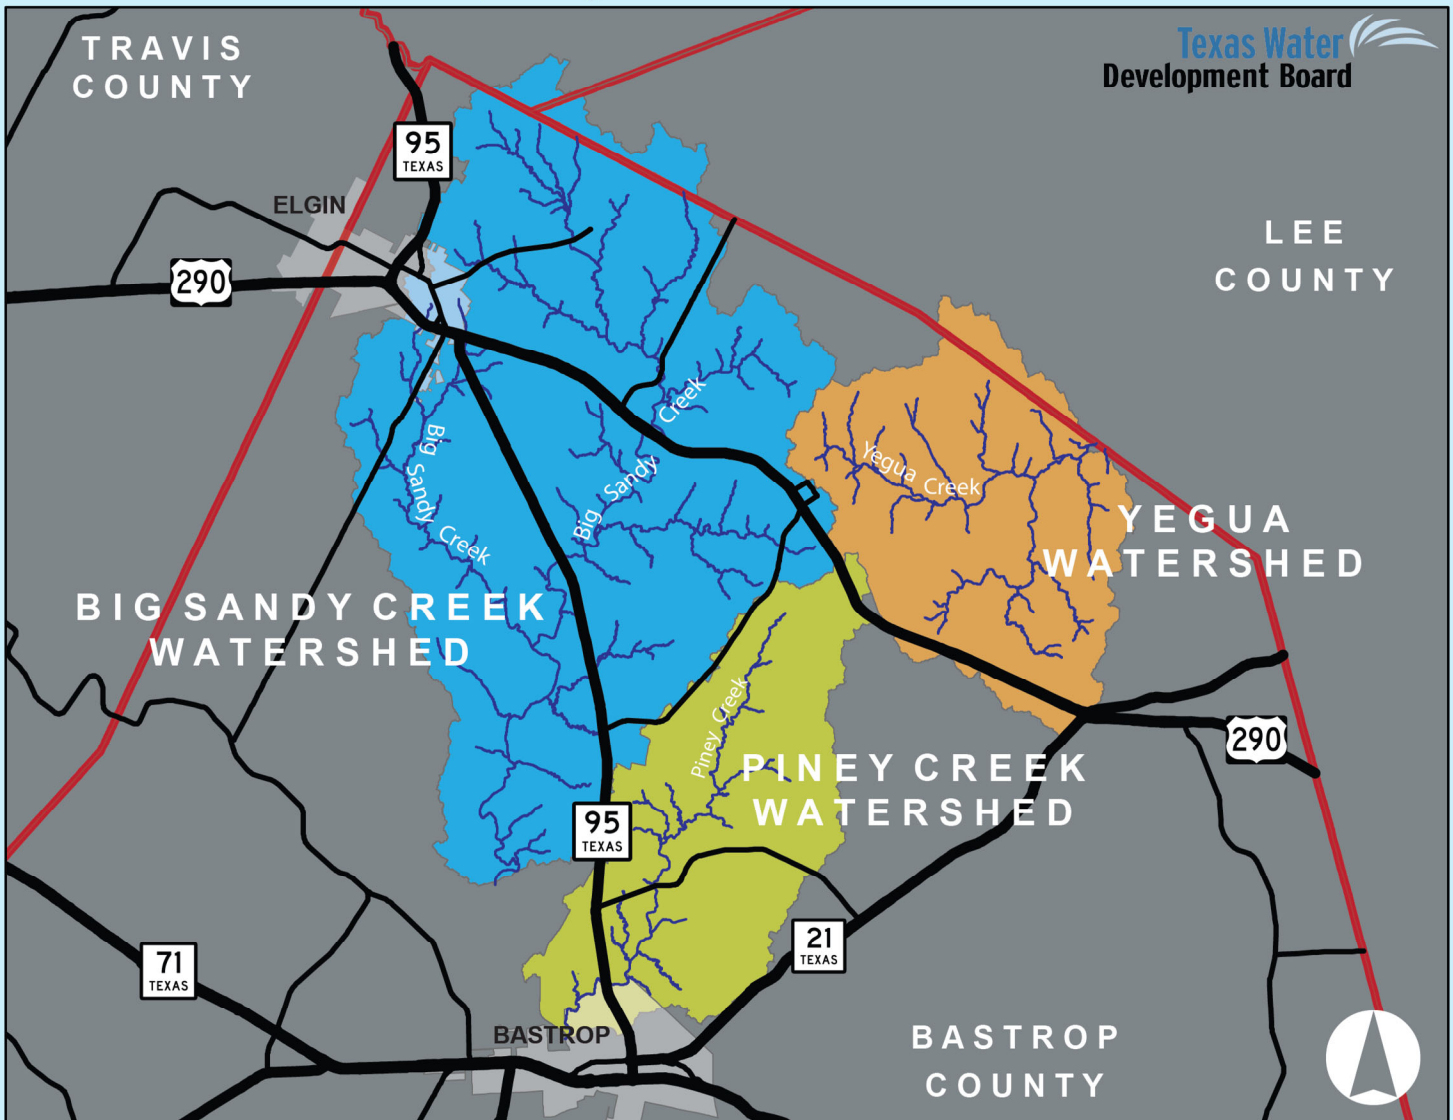 TRAVIS
COUNTY
Texas Water
Development Board
95
TEXAS
ELGIN
LEE
COUNTY
290
Big Sandy Creek
Big Sandy Creek
Yegua Creek
YEGUA
WATERSHED
BIG SANDY CREEK
WATERSHED
Piney Creek
290
PINEY CREEK
WATERSHED
95
TEXAS
21
TEXAS
71
TEXAS
BASTROP
BASTROP
COUNTY